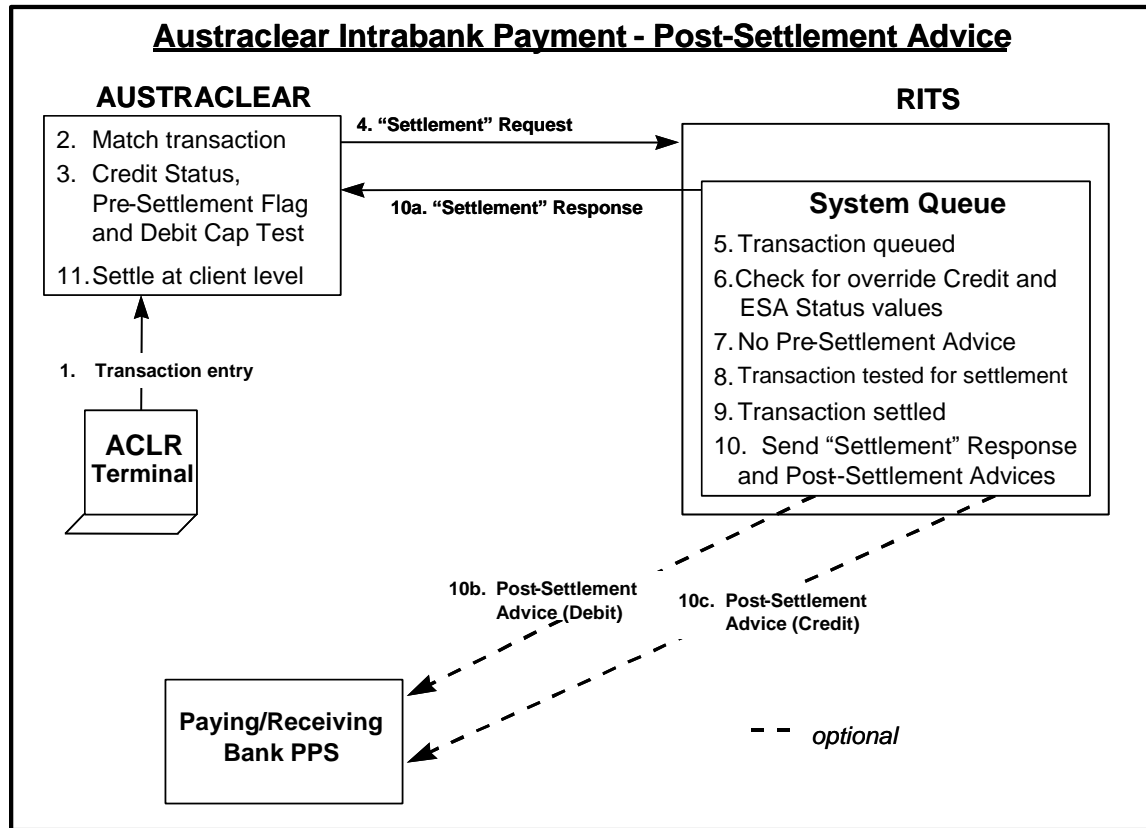 Austraclear Intrabank Payment - Post-Settlement Advice
AUSTRACLEAR
2. Match transaction
3. Credit Status,
Pre-Settlement Flag
and Debit Cap Test
11. Settle at client level
4. “Settlement” Request
10a. “Settlement” Response
RITS
System Queue
5. Transaction queued
6. Check for override Credit and
ESA Status values
7. No Pre-Settlement Advice
8. Transaction tested for settlement
9. Transaction settled
10. Send “Settlement” Response
and Post--Settlement Advices
1. Transaction entry
ACLR
Terminal
10b. Post-Settlement
Advice (Debit)
10c. Post-Settlement
Advice (Credit)
Paying/Receiving
Bank PPS
optional